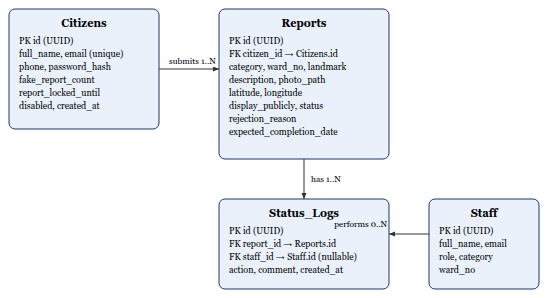 Citizens
PK id (UUID)
full_name, email (unique)
phone, password_hash
fake_report_count
report_locked_until
disabled, created_at
submits 1..N
Reports
PK id (UUID)
FK citizen_id → Citizens.id
category, ward_no, landmark
description, photo_path
latitude, longitude
display_publicly, status
rejection_reason
expected_completion_date
has 1..N
Status_Logs
PK id (UUID)
FK report_id → Reports.id
FK staff_id → Staff.id (nullable)
action, comment, created_at
performs 0..N
Staff
PK id (UUID)
full_name, email
role, category
ward_no